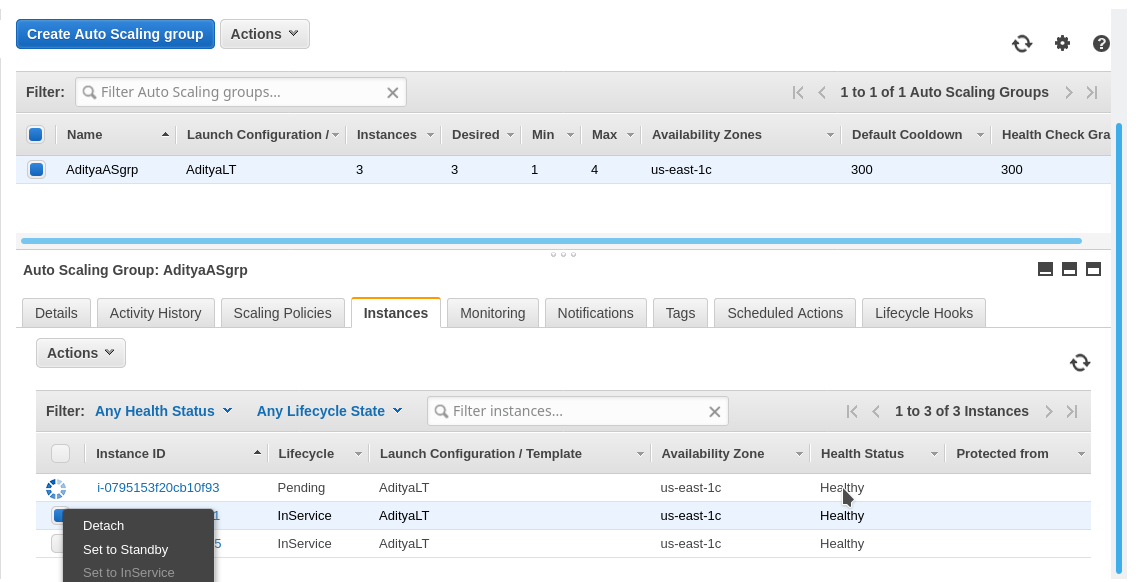 Create Auto Scaling group Actions
Filter: Filter Auto Scaling groups... 1 to 1 of 1 Auto Scaling Groups
Name Launch Configuration / Instances Desired Min Max Availability Zones Default Cooldown Health Check Gra
AdityaASgrp AdityaLT 3 3 1 4 us-east-1c 300 300
Auto Scaling Group: AdityaASgrp
Details Activity History Scaling Policies Instances Monitoring Notifications Tags Scheduled Actions Lifecycle Hooks
Actions
Filter: Any Health Status Any Lifecycle State Filter instances... 1 to 3 of 3 Instances
Instance ID Lifecycle Launch Configuration / Template Availability Zone Health Status Protected from
i-0795153f20cb10f93 Pending AdityaLT us-east-1c Healthy
1 InService AdityaLT us-east-1c Healthy
Detach
5 InService AdityaLT us-east-1c Healthy
Set to Standby
Set to InService